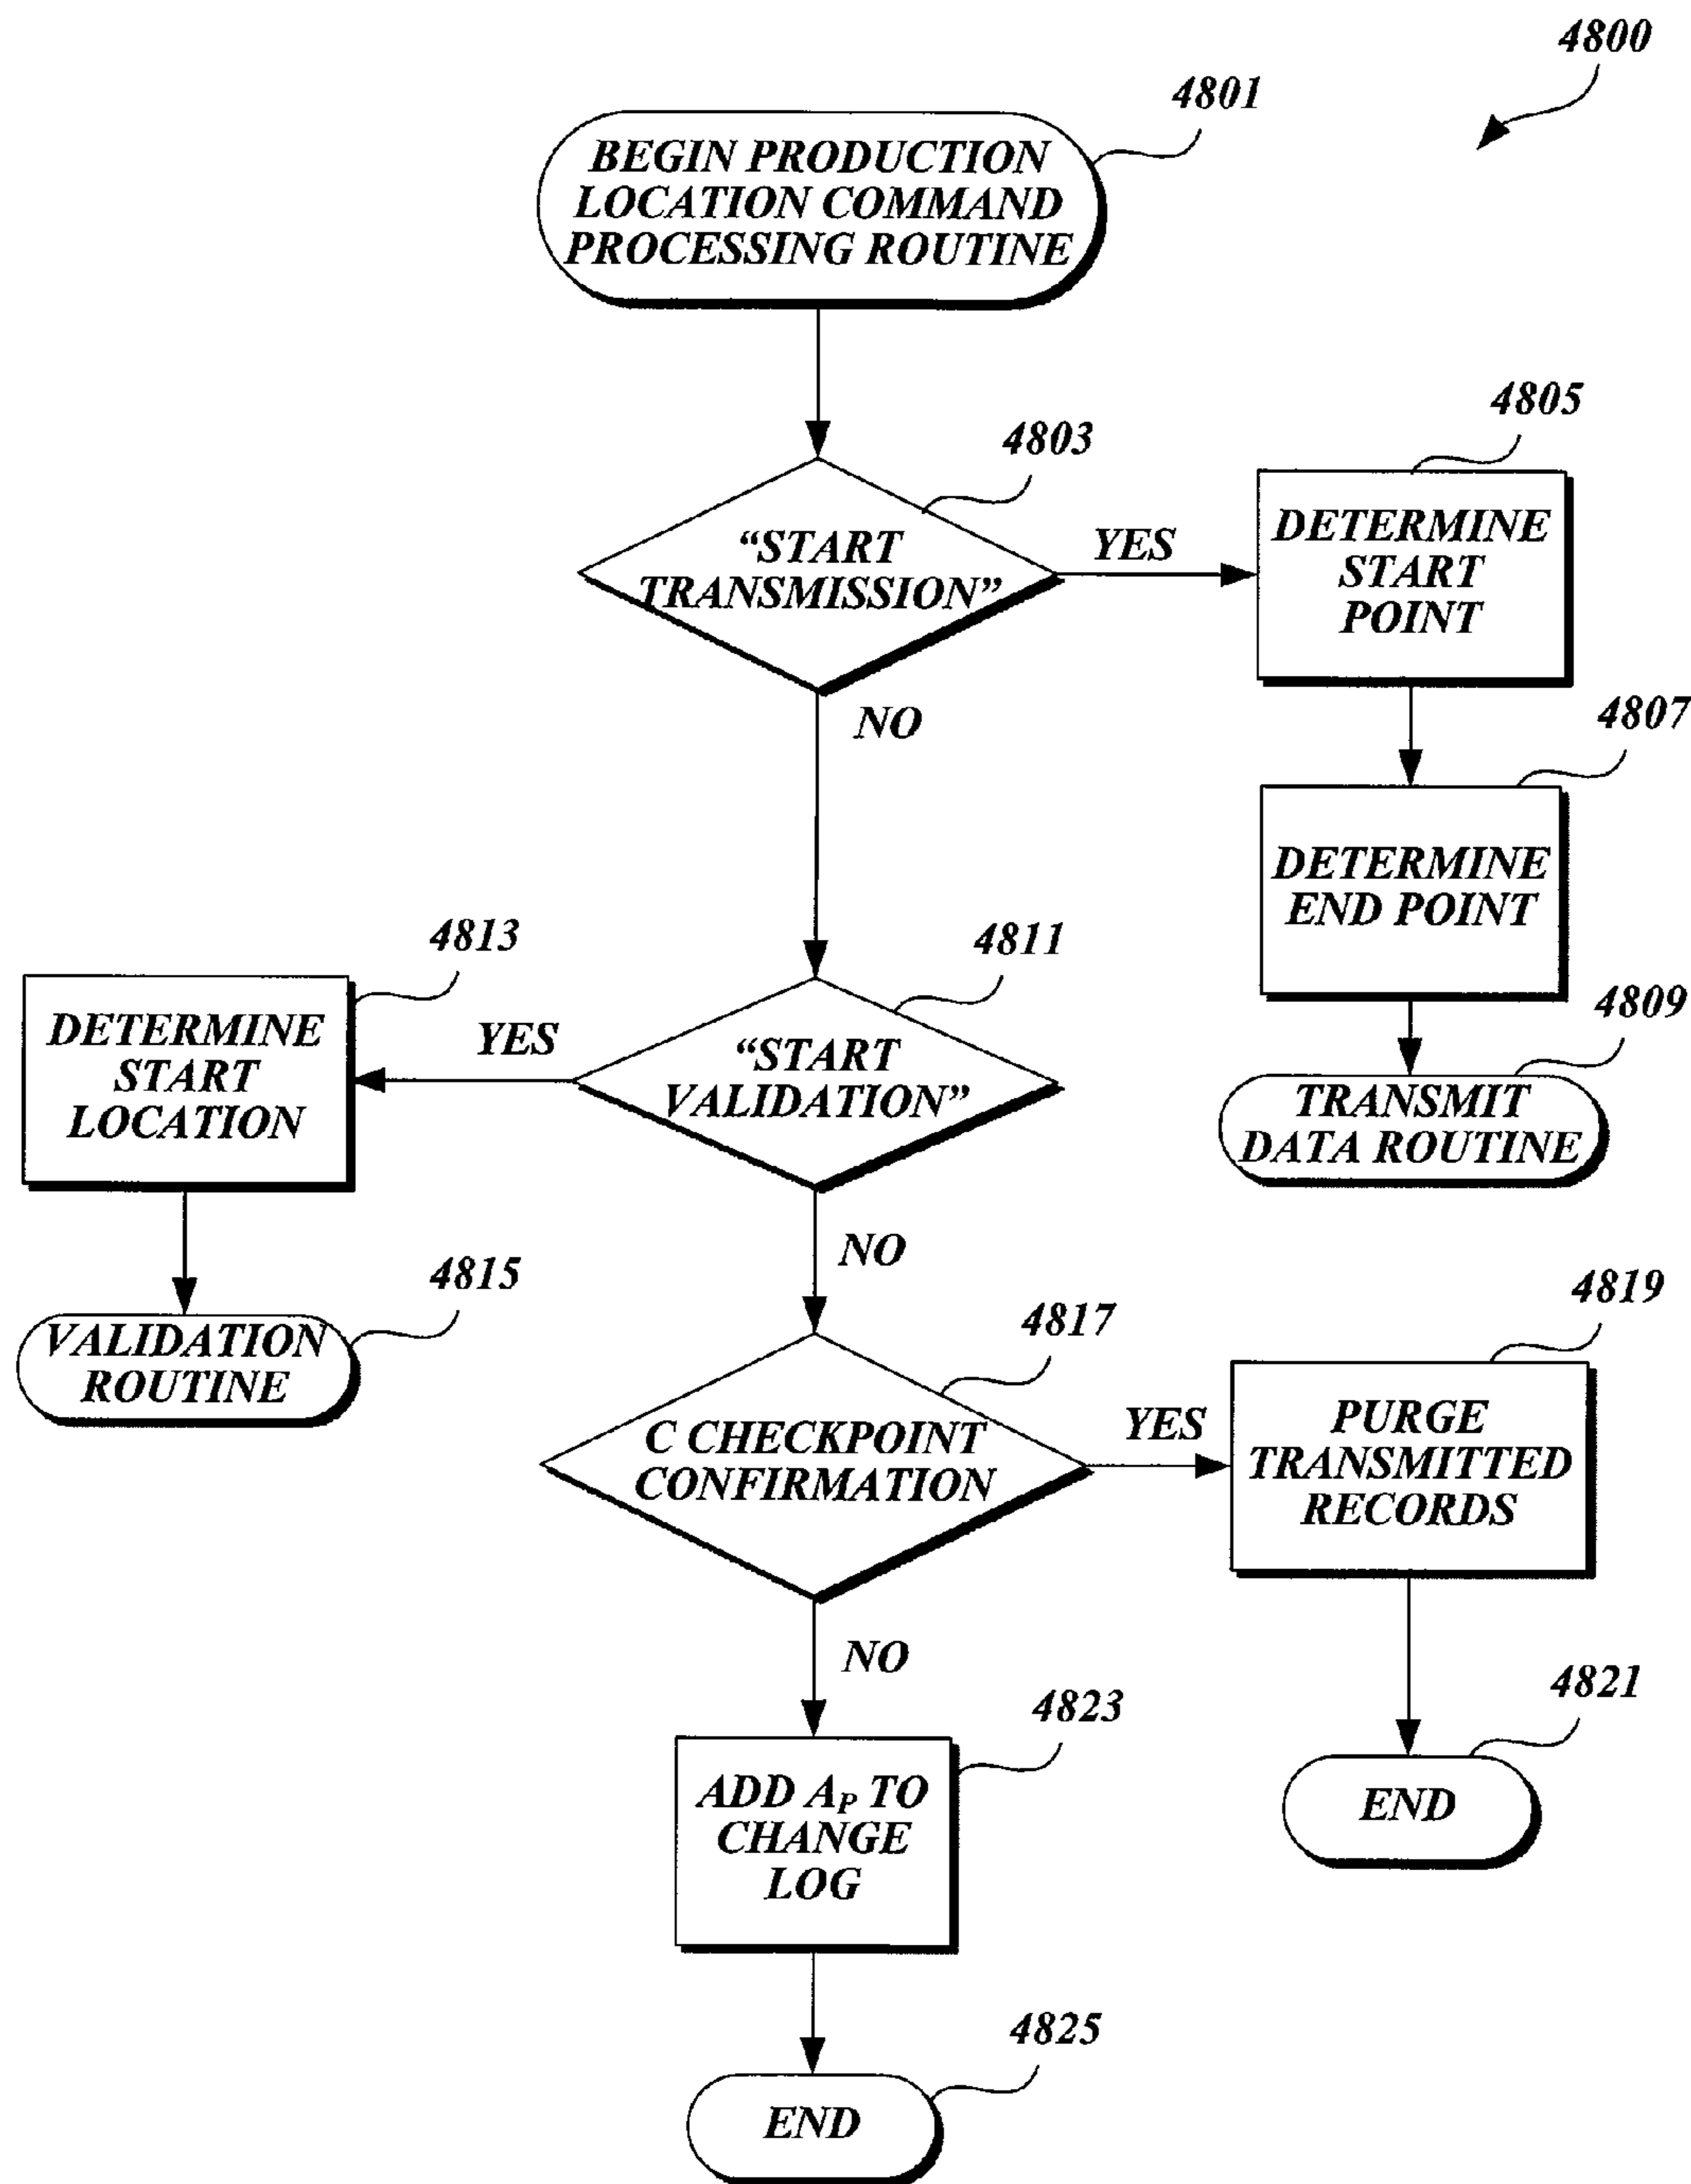 4800
4801
BEGIN PRODUCTION
LOCATION COMMAND
PROCESSING ROUTINE
4803
"START
TRANSMISSION"
YES
NO
4805
DETERMINE
START
POINT
4807
DETERMINE
END POINT
4809
TRANSMIT
DATA ROUTINE
4811
"START
VALIDATION"
YES
NO
4813
DETERMINE
START
LOCATION
4815
VALIDATION
ROUTINE
4817
C CHECKPOINT
CONFIRMATION
YES
NO
4819
PURGE
TRANSMITTED
RECORDS
4821
END
4823
ADD AP TO
CHANGE
LOG
4825
END